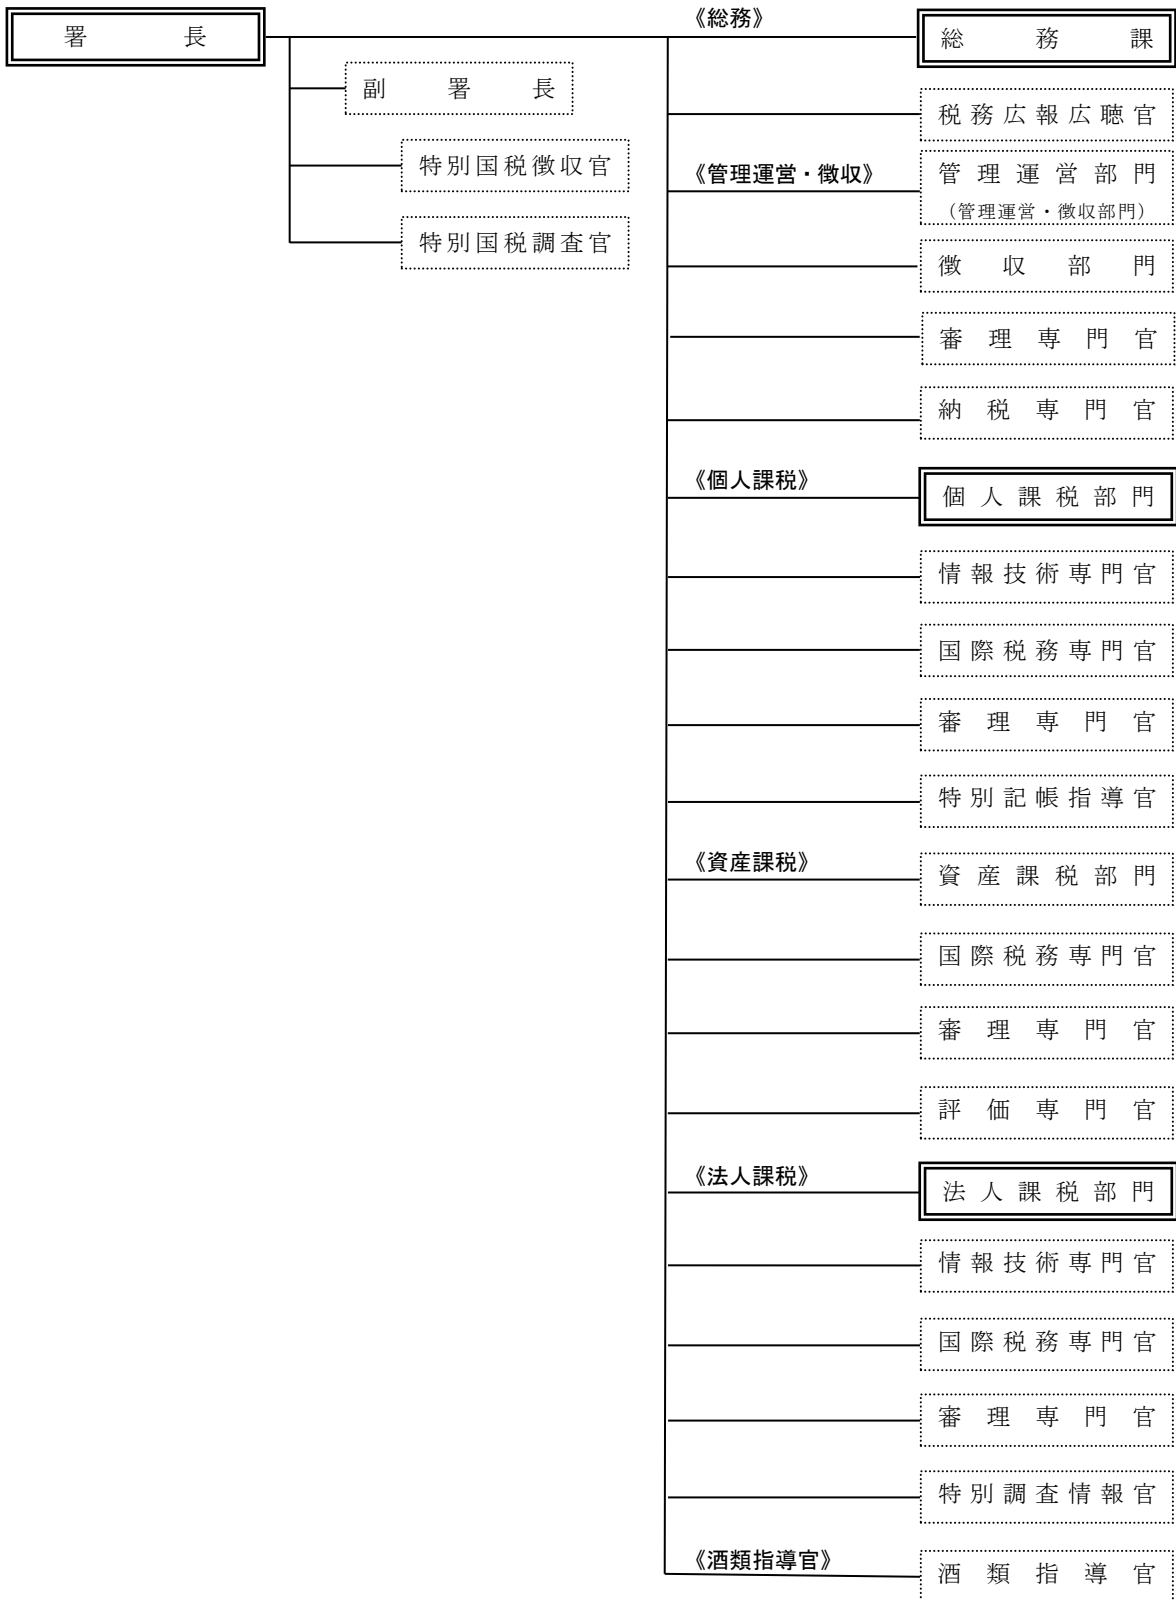 署長
副署長
特別国税徴収官
特別国税調査官
《総務》
総務課
税務広報広聴官
《管理運営・徴収》
管理運営部門
（管理運営・徴収部門）
徴収部門
審理専門官
納税専門官
《個人課税》
個人課税部門
情報技術専門官
国際税務専門官
審理専門官
特別記帳指導官
《資産課税》
資産課税部門
国際税務専門官
審理専門官
評価専門官
《法人課税》
法人課税部門
情報技術専門官
国際税務専門官
審理専門官
特別調査情報官
《酒類指導官》
酒類指導官